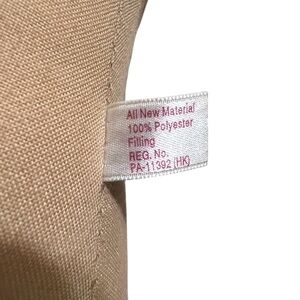 All New Material
100% Polyester
Filling
REG. No.
PA-11392 (HK)